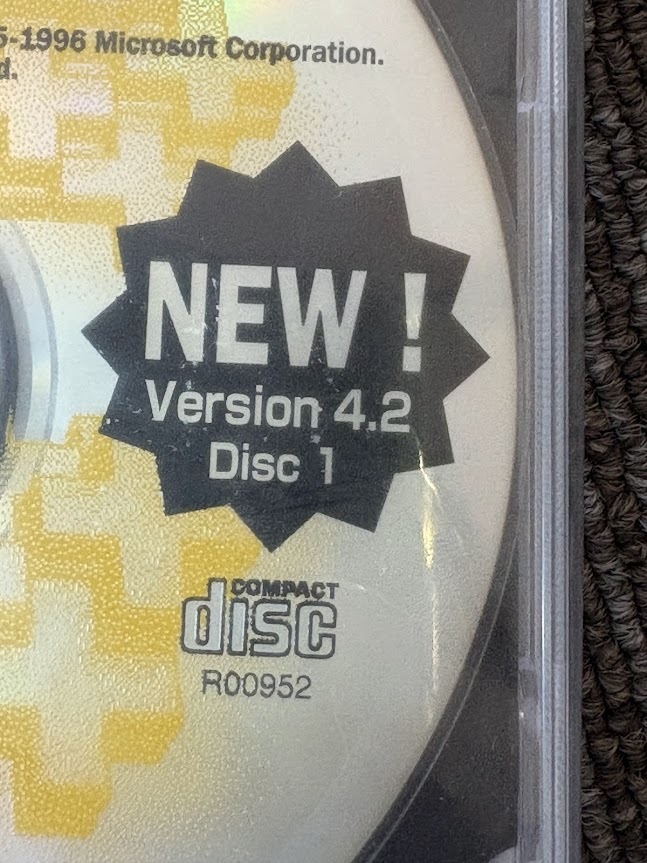 5-1996 Microsoft Corporation.
d.
NEW !
Version 4.2
Disc 1
COMPACT
disc
R00952